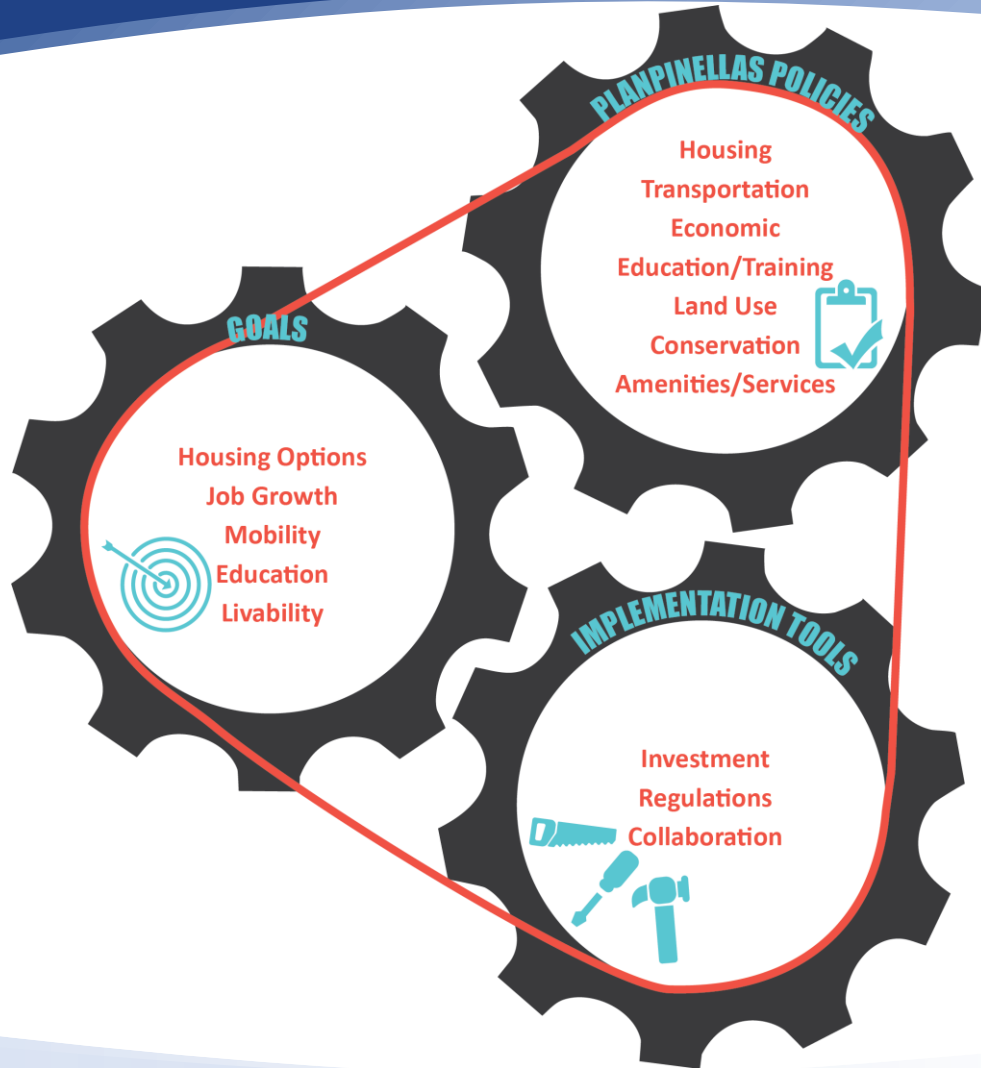 PLANPINELLAS POLICIES
Housing
Transportation
Economic
Education/Training
Land Use
Conservation
Amenities/Services
GOALS
Housing Options
Job Growth
Mobility
Education
Livability
IMPLEMENTATION TOOLS
Investment
Regulations
Collaboration